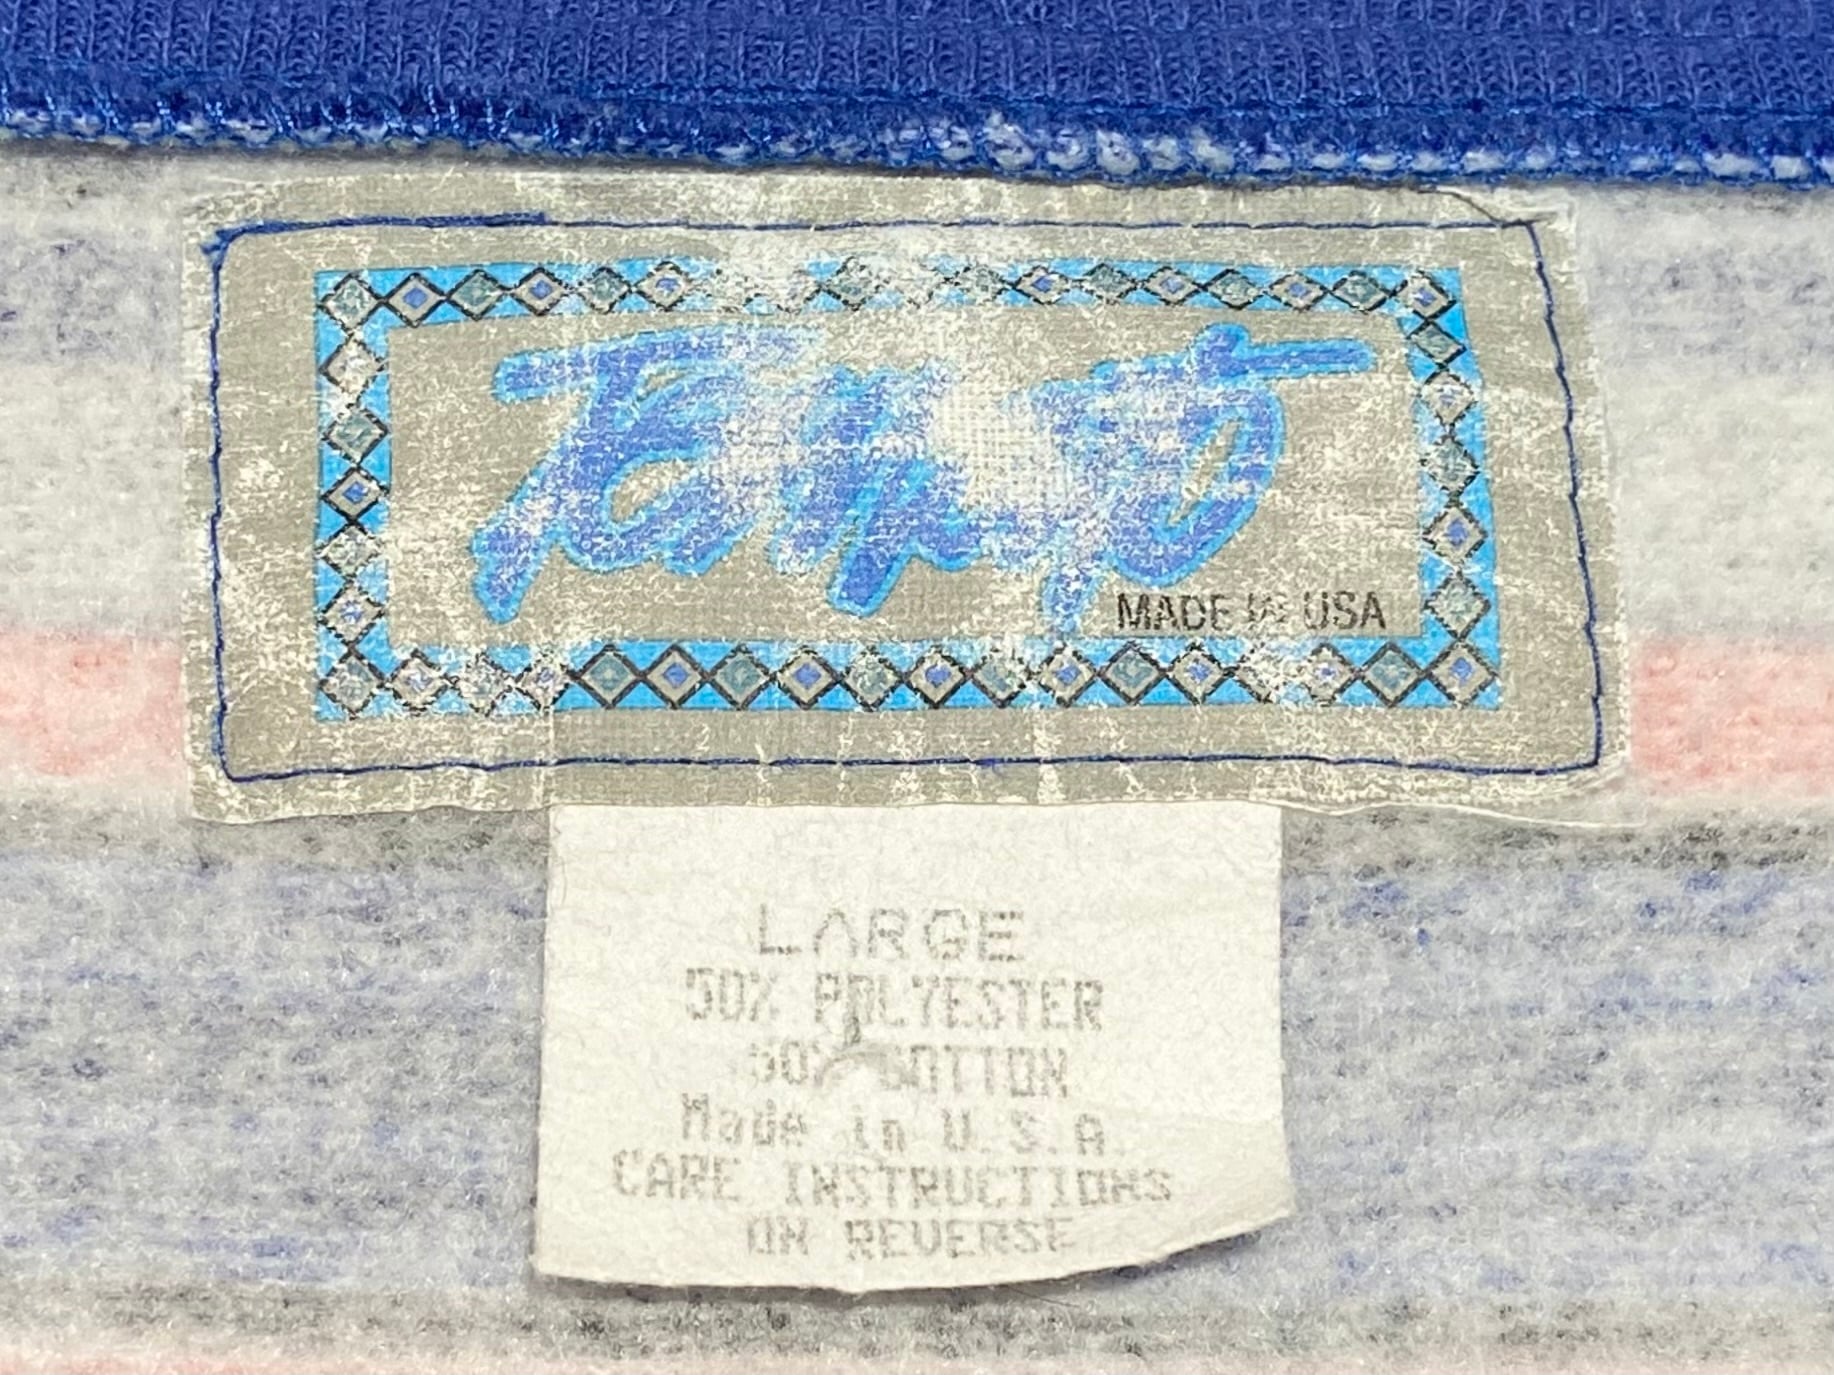 MADE IN USA
LARGE
50% POLYESTER
50% COTTON
Made in U.S.A.
CARE INSTRUCTIONS
ON REVERSE